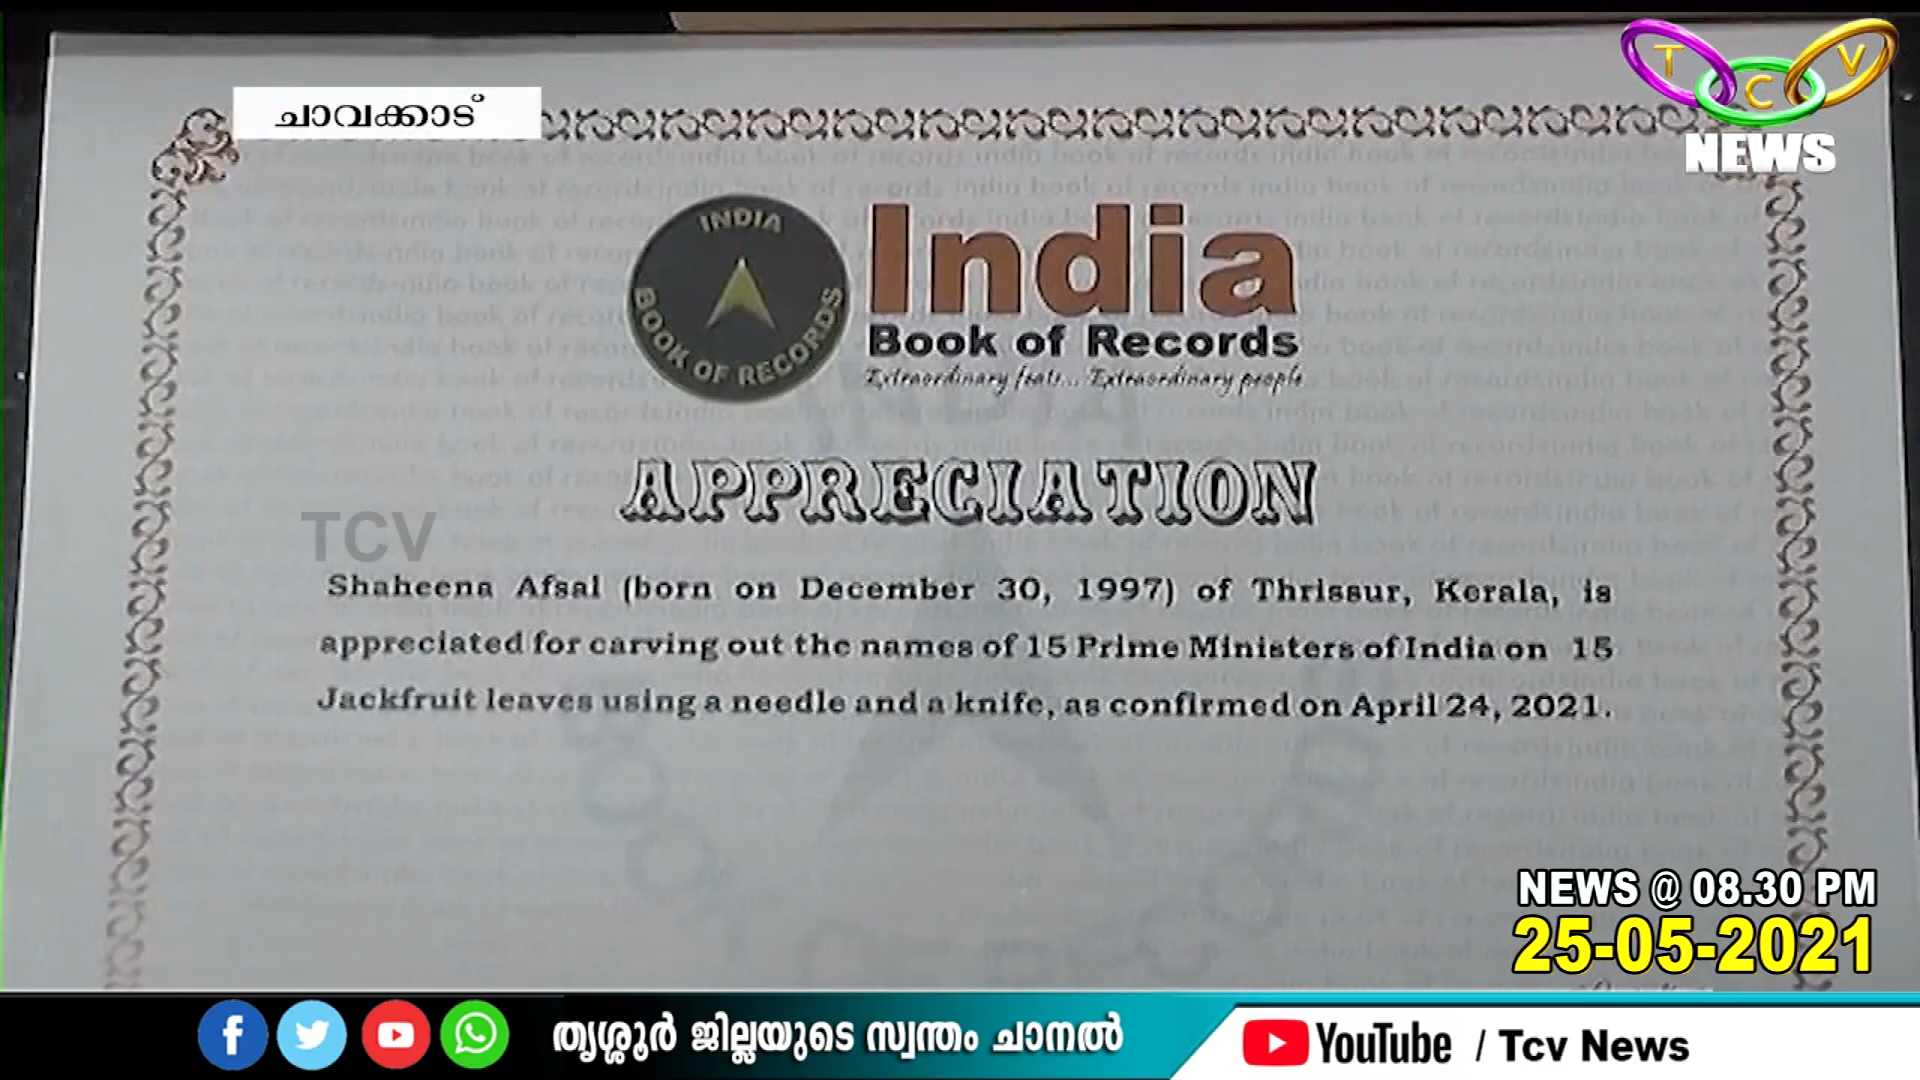 ചാവക്കാട്
T C V
NEWS
INDIA
BOOK OF RECORDS
India
Book of Records
Extraordinary feats... Extraordinary people
APPRECIATION
TCV
Shaheena Afsal (born on December 30, 1997) of Thrissur, Kerala, is
appreciated for carving out the names of 15 Prime Ministers of India on 15
Jackfruit leaves using a needle and a knife, as confirmed on April 24, 2021.
NEWS @ 08.30 PM
25-05-2021
തൃശ്ശൂർ ജില്ലയുടെ സ്വന്തം ചാനൽ
YouTube / Tcv News